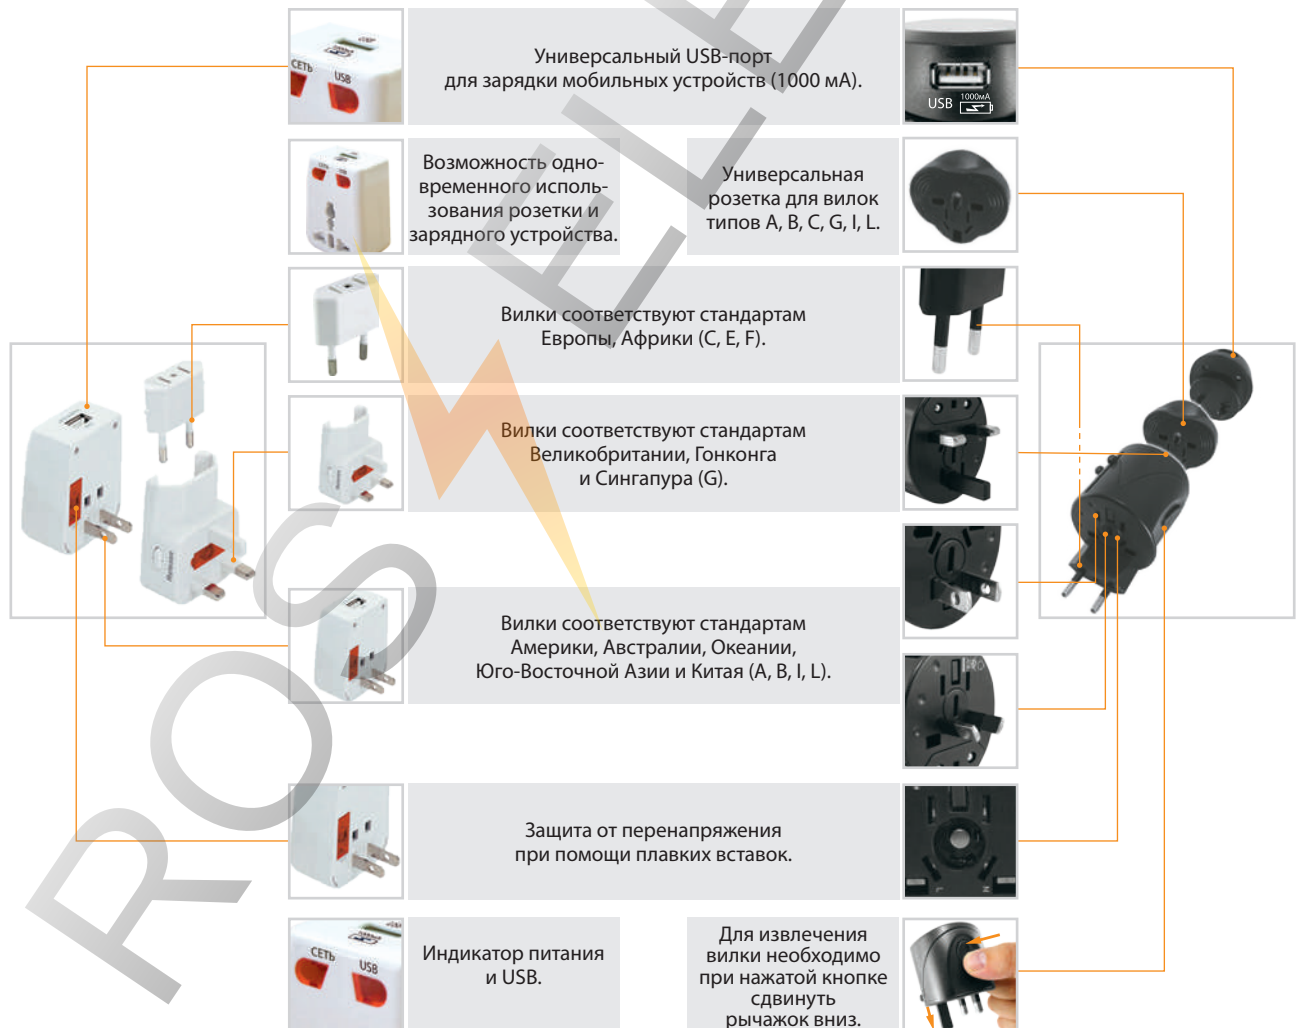 СЕТЬ
USB
1000мА
Универсальный USB-порт
для зарядки мобильных устройств (1000 мА).
USB
1000мА
Возможность одно-
временного исполь-
зования розетки и
зарядного устройства.
Универсальная
розетка для вилок
типов A, B, C, G, I, L.
Вилки соответствуют стандартам
Европы, Африки (C, E, F).
Вилки соответствуют стандартам
Великобритании, Гонконга
и Сингапура (G).
Вилки соответствуют стандартам
Америки, Австралии, Океании,
Юго-Восточной Азии и Китая (A, B, I, L).
Защита от перенапряжения
при помощи плавких вставок.
L
N
СЕТЬ
USB
Индикатор питания
и USB.
Для извлечения
вилки необходимо
при нажатой кнопке
сдвинуть
рычажок вниз.
ROS ELE